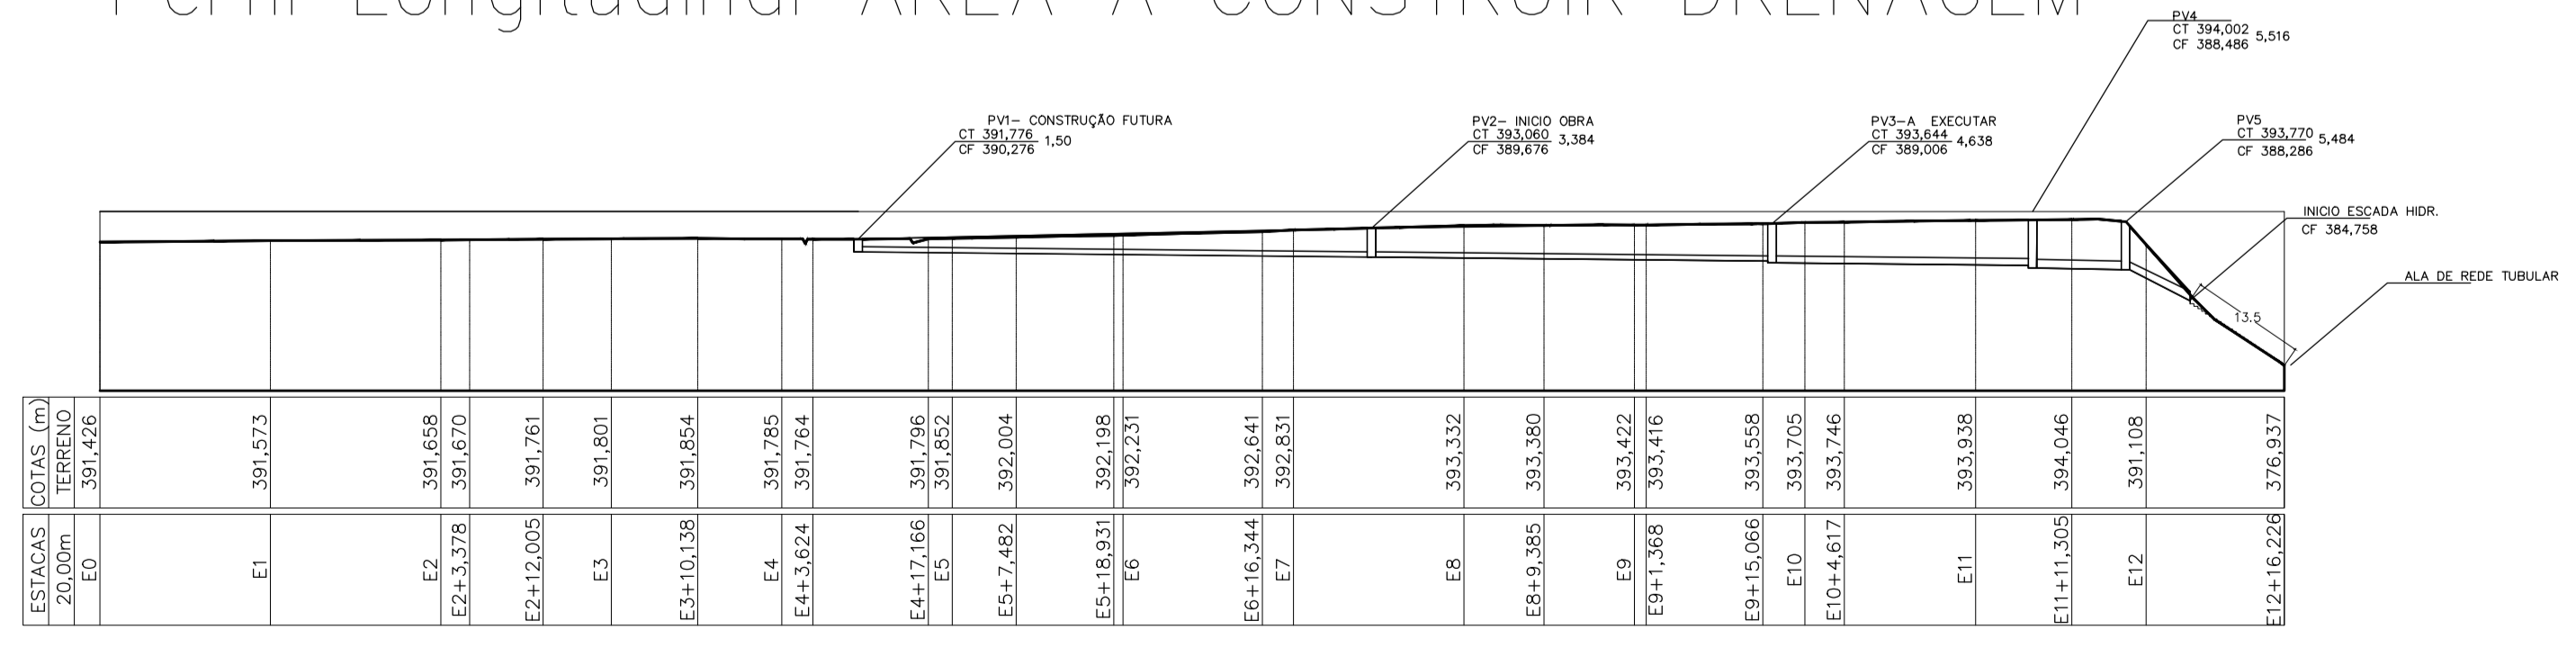 Perfil Longitudinal ÁREA A CONSTRUIR DRENAGEM
PV4
CT 394,002
CF 388,486
5,516
PV1- CONSTRUÇÃO FUTURA
CT 391,776
CF 390,276
1,50
PV2- INICIO OBRA
CT 393,060
CF 389,676
3,384
PV3-A EXECUTAR
CT 393,644
CF 389,006
4,638
PV5
CT 393,770
CF 388,286
5,484
INICIO ESCADA HIDR.
CF 384,758
ALA DE REDE TUBULAR
13.5
COTAS (m)
TERRENO
391,426
391,573
391,658
391,670
391,761
391,801
391,854
391,785
391,764
391,796
391,852
392,004
392,198
392,231
392,641
392,831
393,332
393,380
393,422
393,416
393,558
393,705
393,746
393,938
394,046
391,108
376,937
ESTACAS
20,00m
E0
E1
E2
E2+3,378
E2+12,005
E3
E3+10,138
E4
E4+3,624
E4+17,166
E5
E5+7,482
E5+18,931
E6
E6+16,344
E7
E8
E8+9,385
E9
E9+1,368
E9+15,066
E10
E10+4,617
E11
E11+11,305
E12
E12+16,226